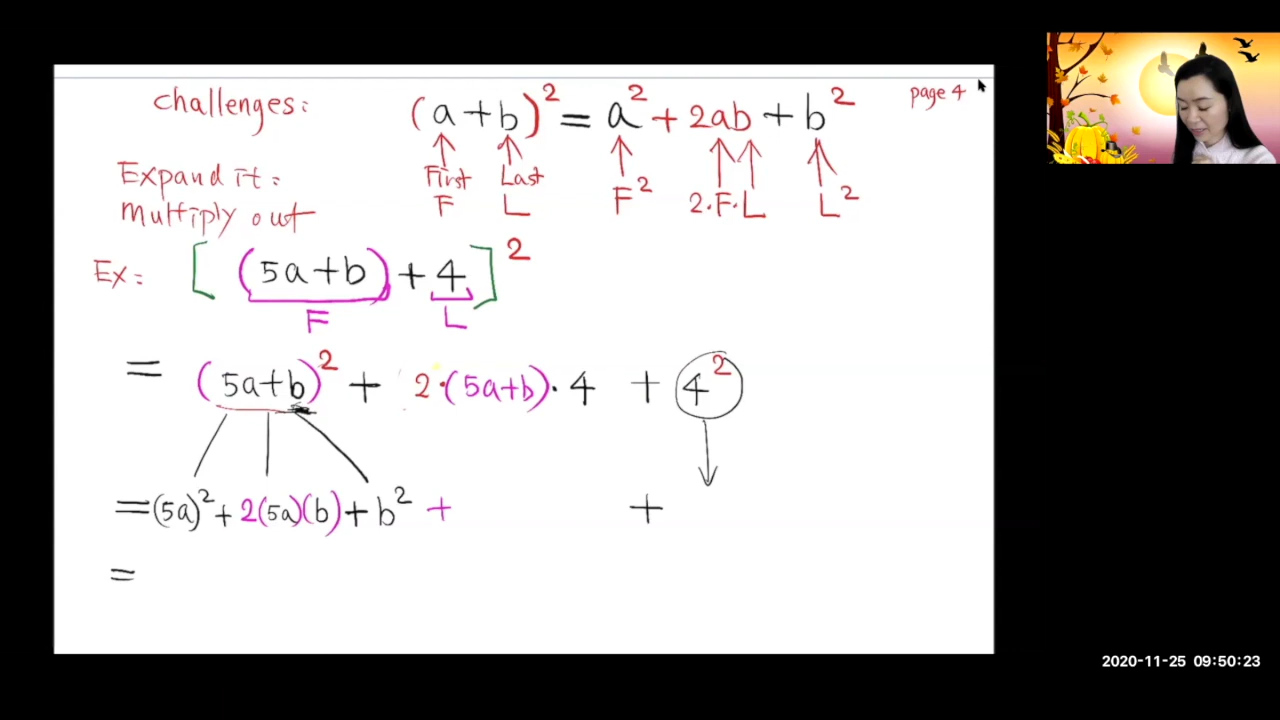 challenges: (a+b)² = a² + 2ab + b² page 4
First Last F² 2·F·L L²
F L
Expand it:
Multiply out
Ex: [(5a+b)+4]²
F L
= (5a+b)² + 2·(5a+b)·4 + 4²
=(5a)²+2(5a)(b)+b² + +
=
2020-11-25 09:50:23